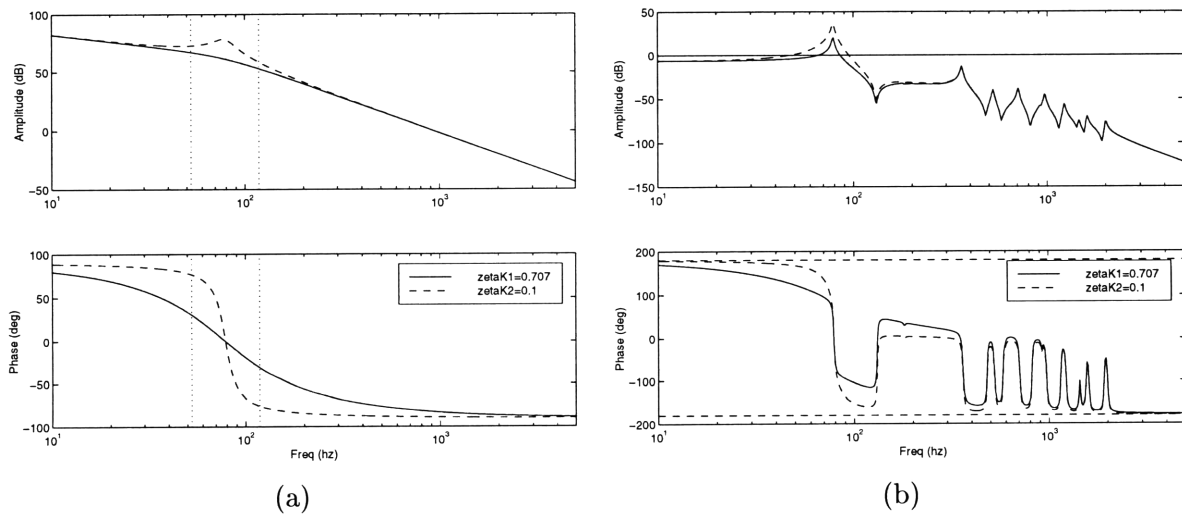 100
50
0
−50
Amplitude (dB)
10^1
10^2
10^3
100
50
0
−50
−100
Phase (deg)
zetaK1=0.707
zetaK2=0.1
10^1
10^2
10^3
Freq (hz)
(a)
50
0
−50
−100
−150
Amplitude (dB)
10^1
10^2
10^3
200
100
0
−100
−200
Phase (deg)
zetaK1=0.707
zetaK2=0.1
10^1
10^2
10^3
Freq (hz)
(b)